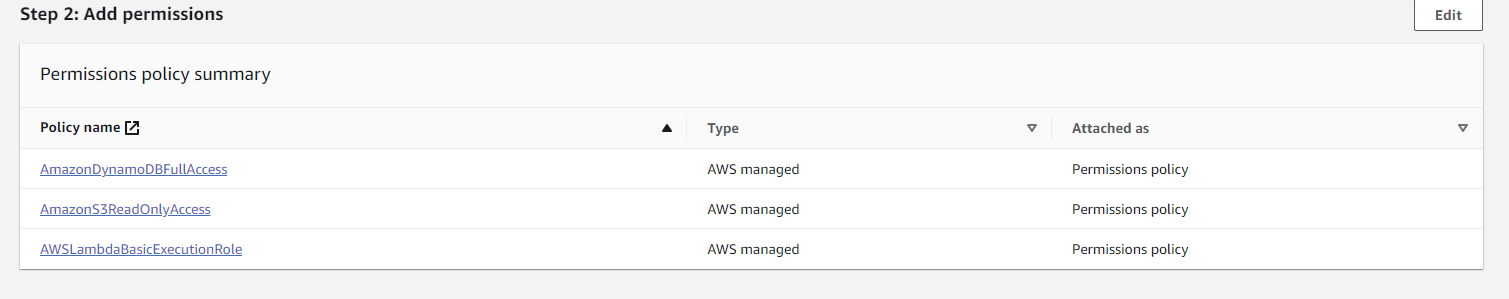 Step 2: Add permissions
Edit
Permissions policy summary
Policy name Type Attached as
AmazonDynamoDBFullAccess AWS managed Permissions policy
AmazonS3ReadOnlyAccess AWS managed Permissions policy
AWSLambdaBasicExecutionRole AWS managed Permissions policy